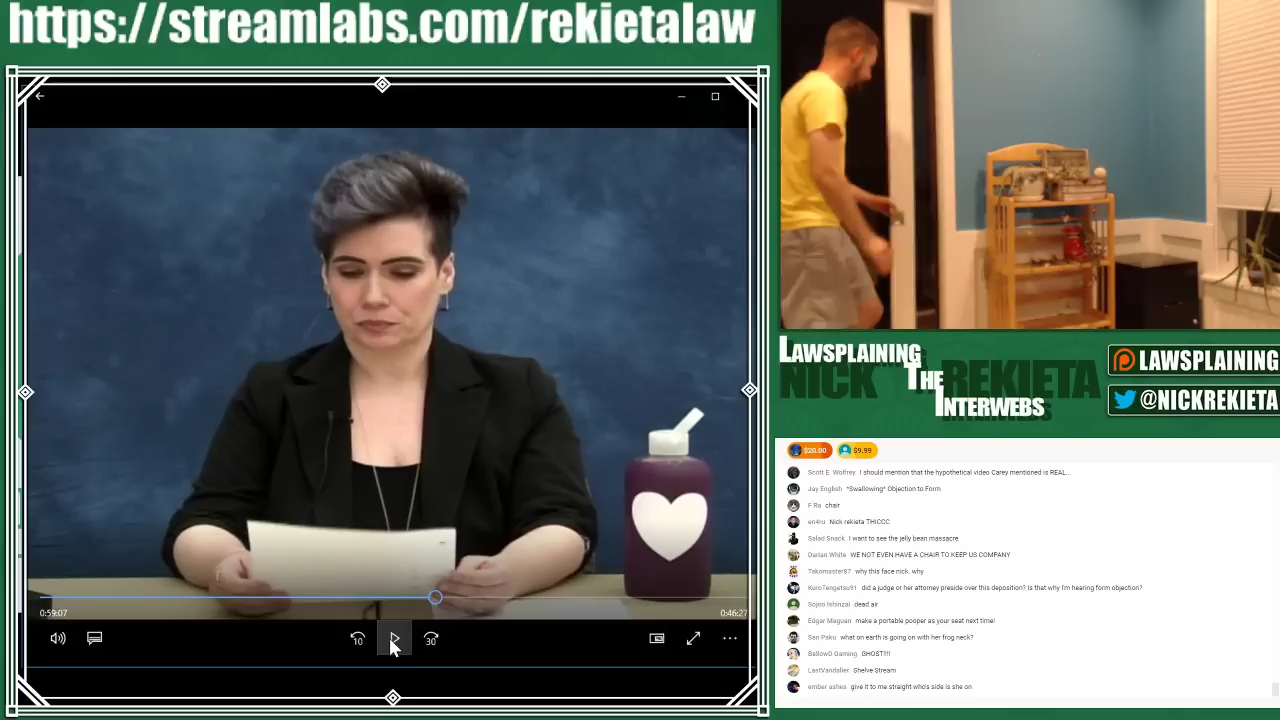 https://streamlabs.com/rekietalaw
0:59:07
0:46:27
10
30
LAWSPLAINING
THE
INTERWEBS
NICK REKIETA
LAWSPLAINING
@NICKREKIETA
$20.00
$9.99
Scott E. Wolfrey I should mention that the hypothetical video Carey mentioned is REAL...
Jay English *Swallowing* Objection to Form
F Ra chair
en4ru Nick rekieta THICCC
Salad Snack I want to see the jelly bean massacre
Darian White WE NOT EVEN HAVE A CHAIR TO KEEP US COMPANY
Takomaster87 why this face nick. why
KuroTengetsu91 did a judge or her attorney preside over this deposition? Is that why I'm hearing form objection?
Sojiro Ishinzai dead air
Edgar Maguan make a portable pooper as your seat next time!
San Paku what on earth is going on with her frog neck?
BellowD Gaming GHOST!!!!
LastVandalier Shelve Stream
ember ashes give it to me straight who's side is she on